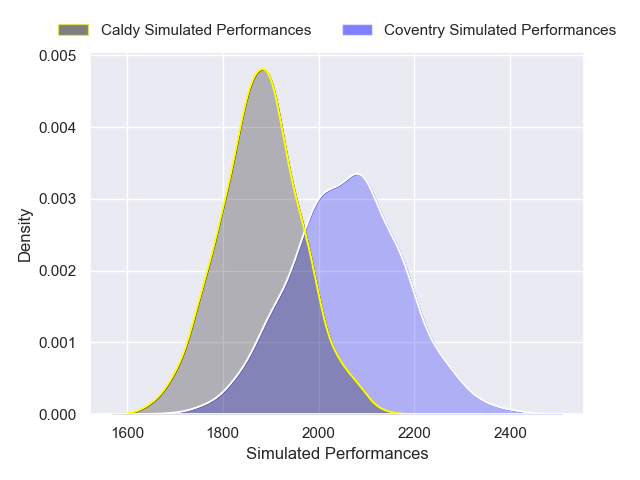 Caldy Simulated Performances
Coventry Simulated Performances
0.005
0.004
0.003
0.002
0.001
0.000
Density
1600 1800 2000 2200 2400
Simulated Performances